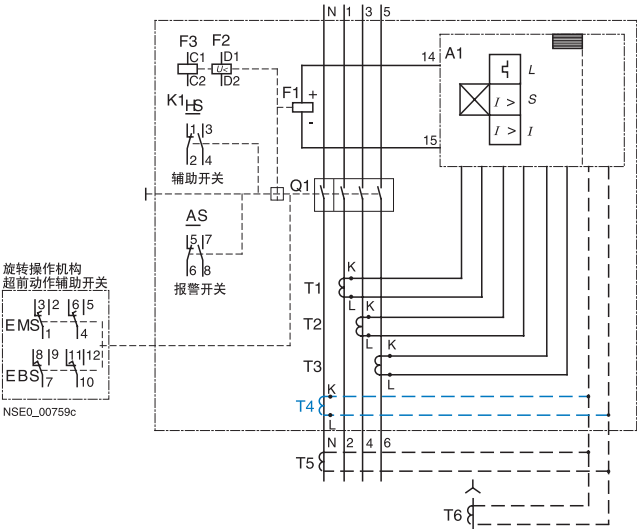 N 1 3 5
F3 F2
C1 D1
U<
C2 D2
14 A1
L
I > S
I > I
F1 +
-
15
K1 HS
1 3
2 4
辅助开关
Q1
AS
5 7
6 8
报警开关
旋转操作机构
超前动作辅助开关
3 2 6 5
EMS 1 4
8 9 11 12
EBS 7 10
NSE0_00759c
K
T1
L
K
T2
L
K
T3
L
K
T4
L
N 2 4 6
T5
T6